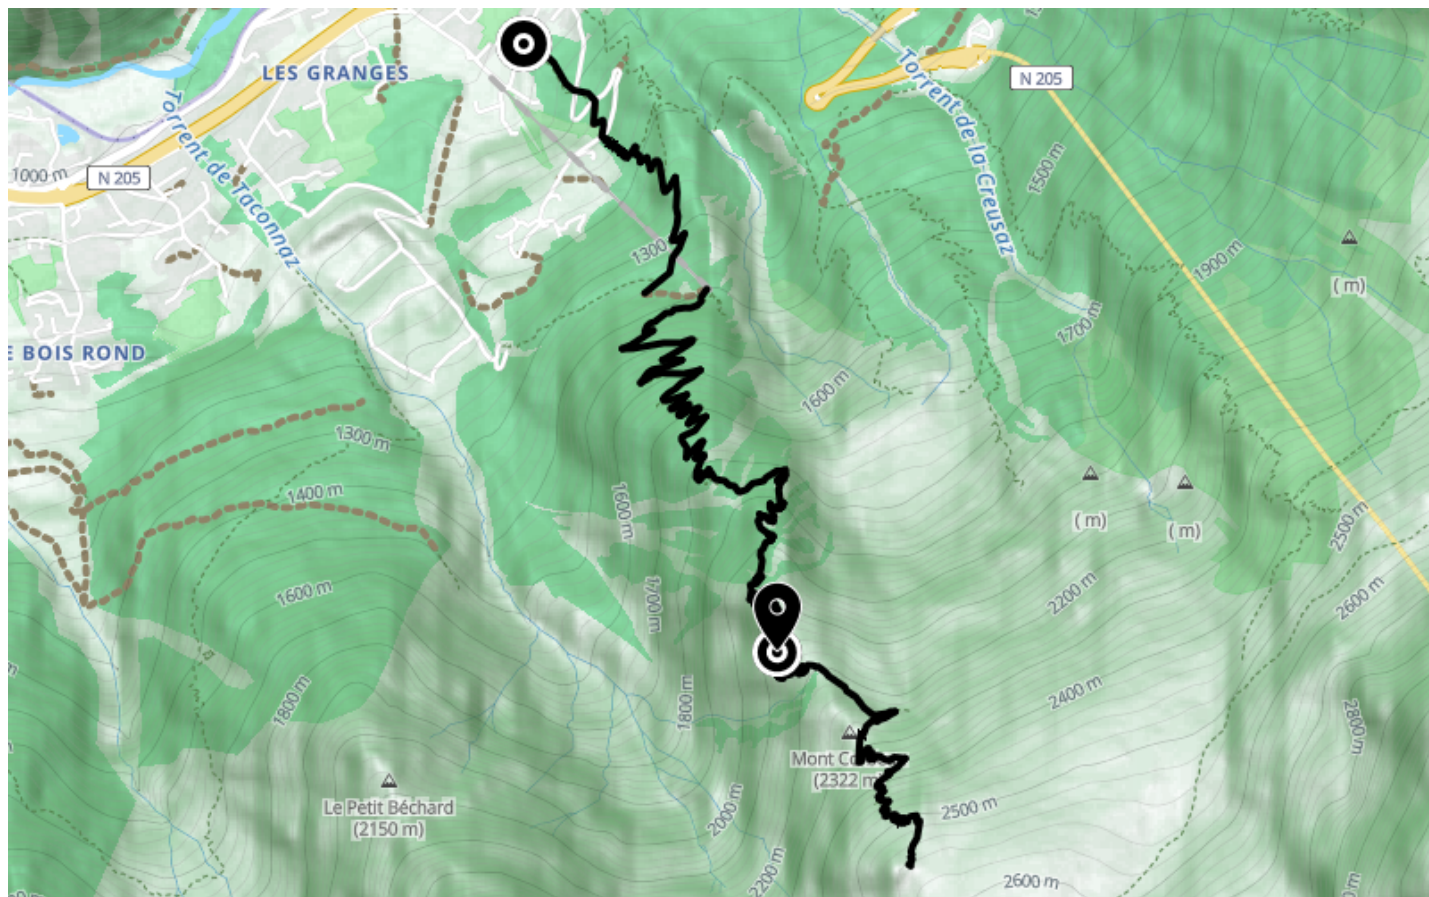 LES GRANGES
N 205
Torrent de la Creusaz
Torrent de Taconnaz
1000 m
N 205
1500 m
1300
1900 m
( m)
1700 m
E BOIS ROND
1600 m
1300 m
1400 m
1600 m
( m)
( m)
2500 m
1600 m
1700 m
2200 m
2600 m
1800 m
1800 m
2400 m
2800 m
Mont C
(2322 m)
Le Petit Béchard
(2150 m)
2000 m
2500 m
2200 m
2600 m